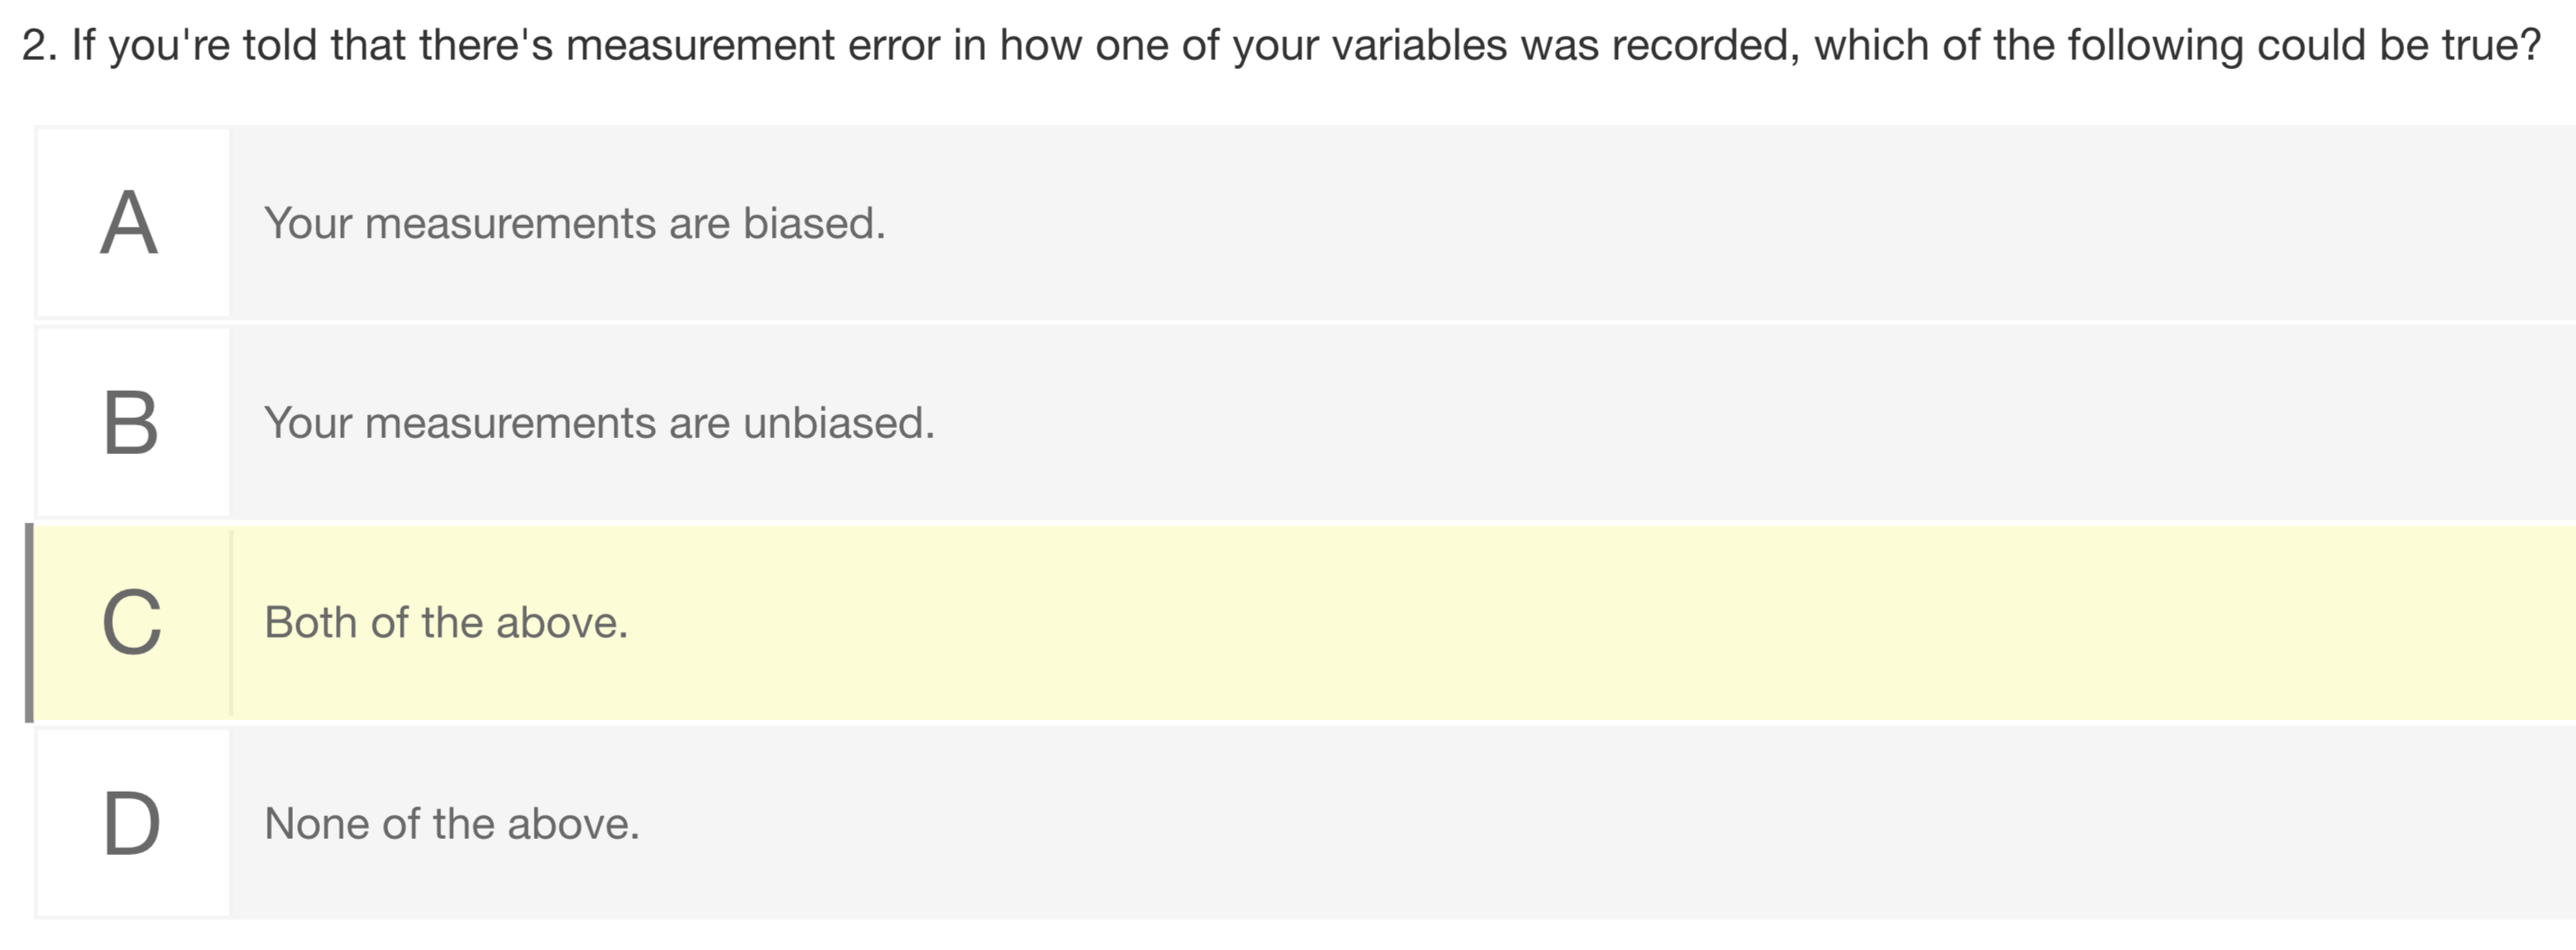 2. If you're told that there's measurement error in how one of your variables was recorded, which of the following could be true?
A Your measurements are biased.
B Your measurements are unbiased.
C Both of the above.
D None of the above.